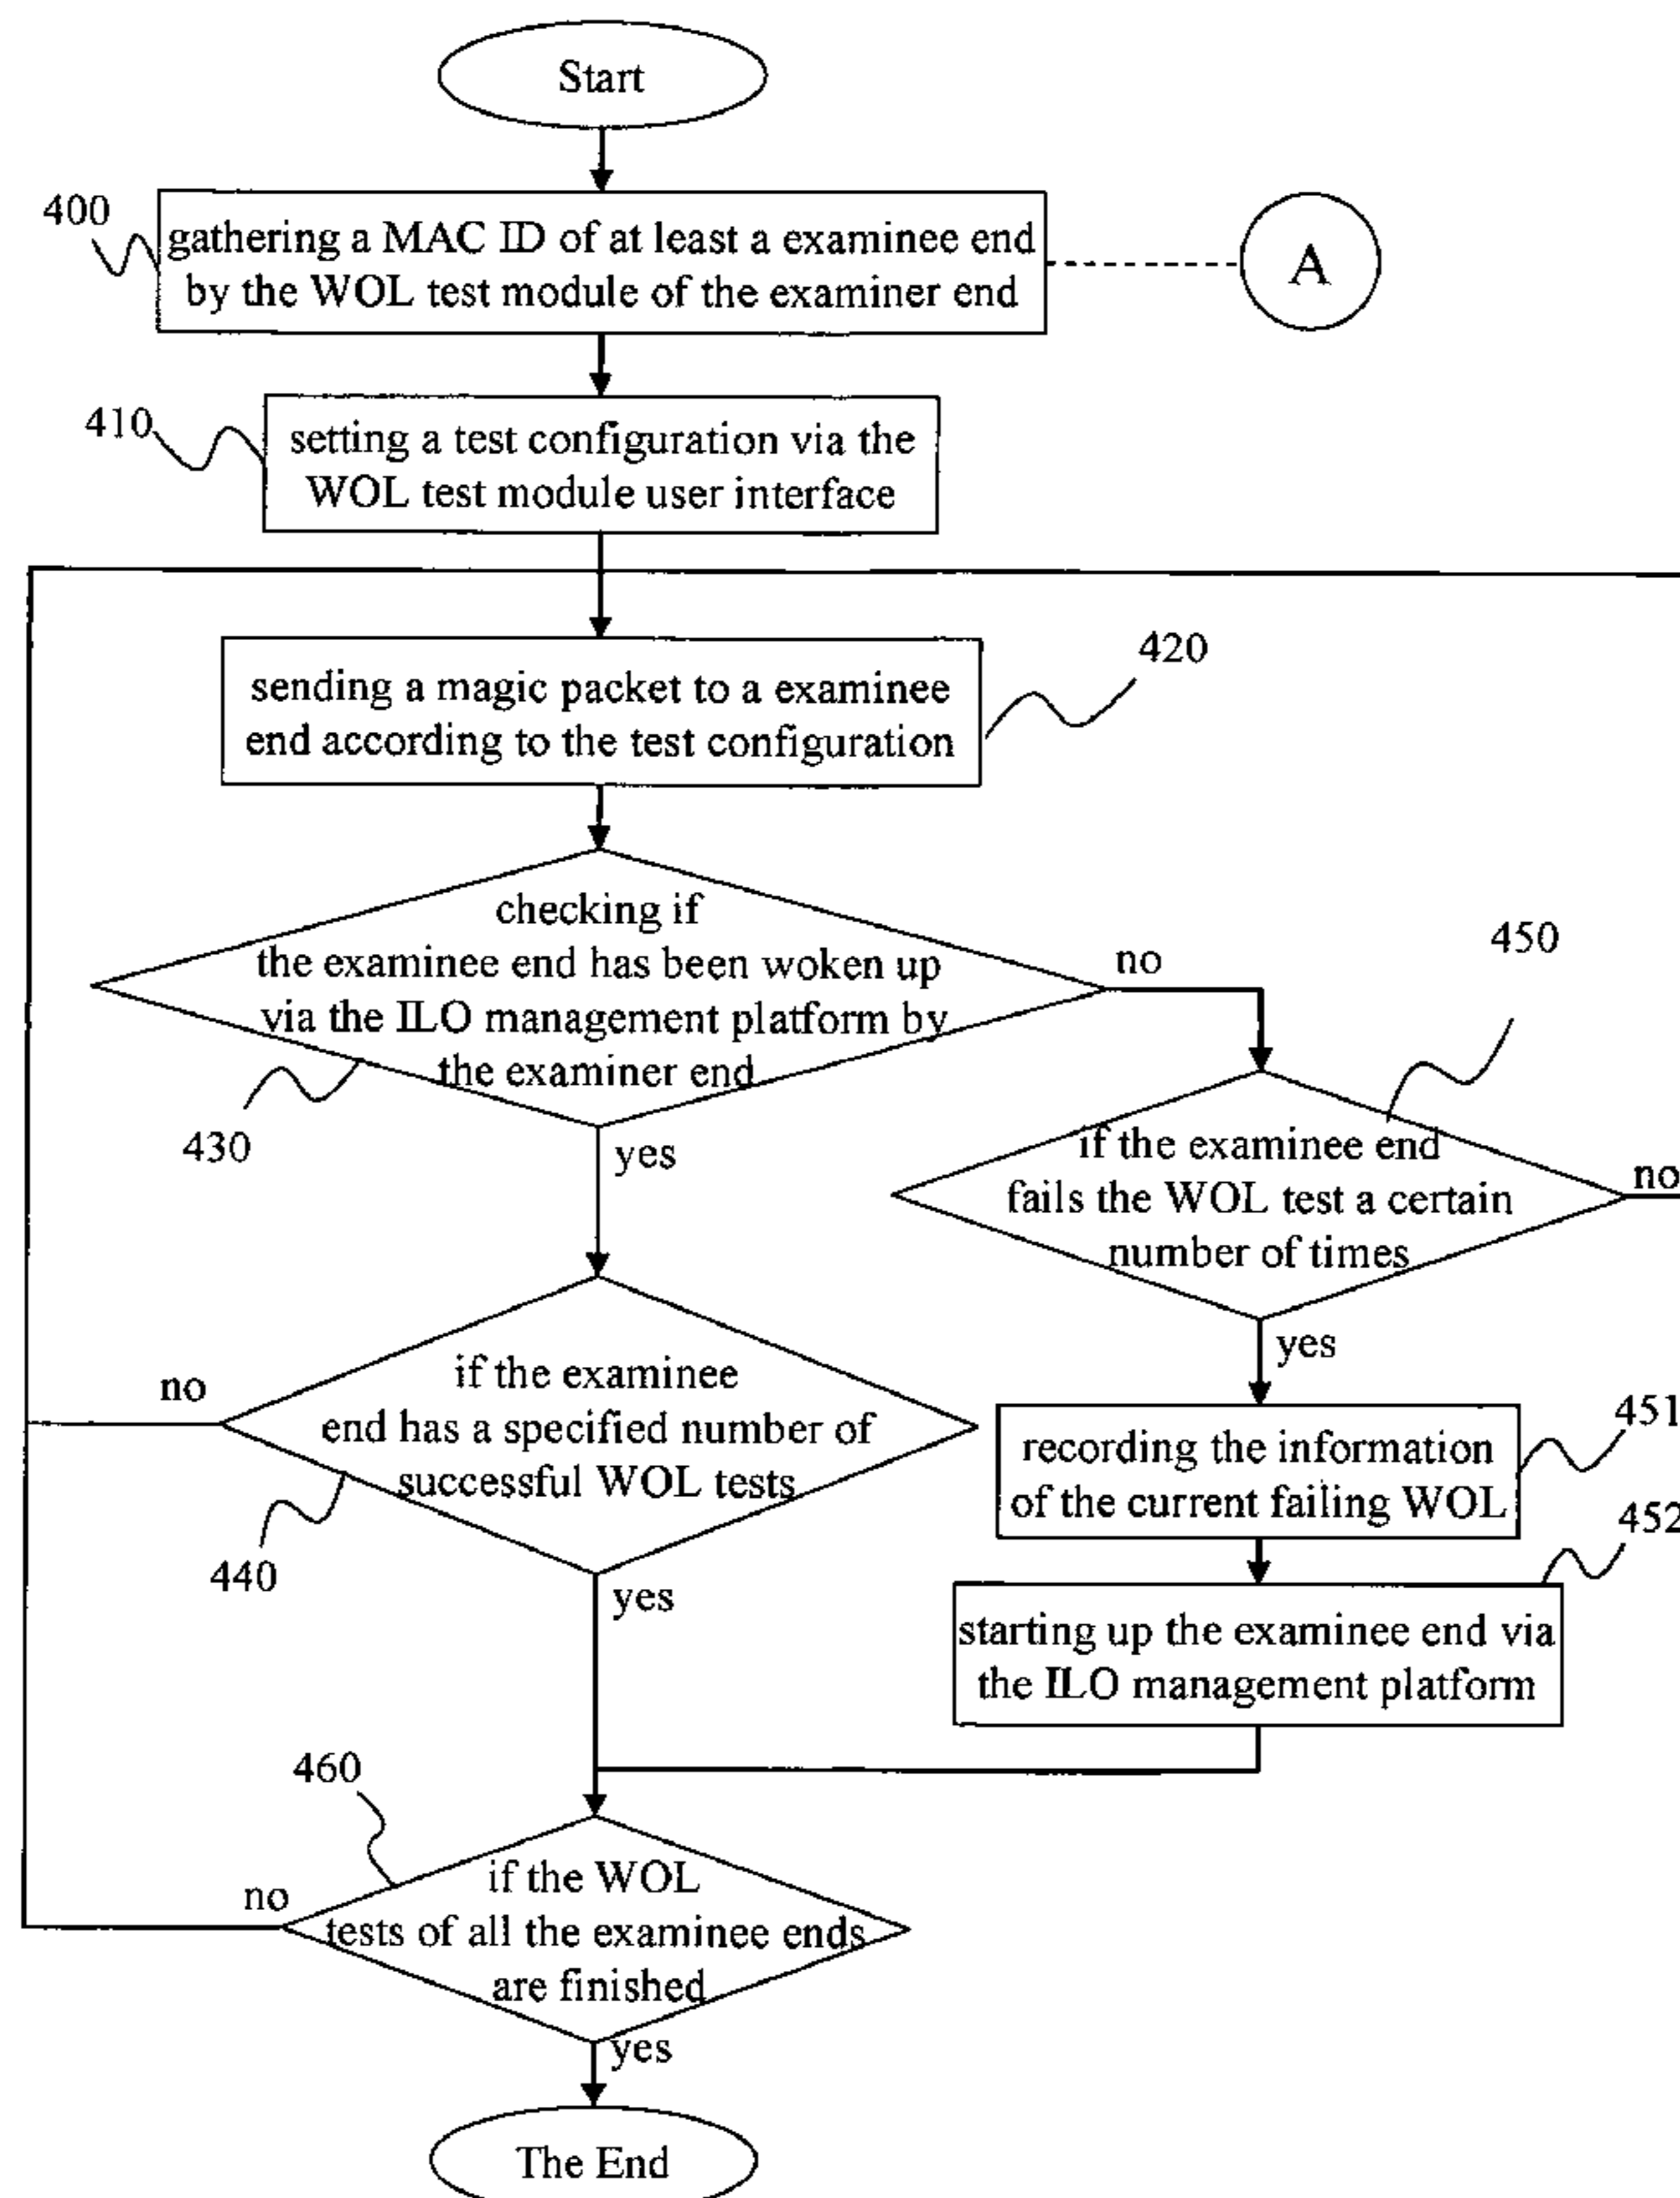 Start
400
gathering a MAC ID of at least a examinee end
by the WOL test module of the examiner end
A
410
setting a test configuration via the
WOL test module user interface
420
sending a magic packet to a examinee
end according to the test configuration
checking if
the examinee end has been woken up
via the ILO management platform by
the examiner end
no
450
430
yes
if the examinee end
fails the WOL test a certain
number of times
no
yes
no
if the examinee
end has a specified number of
successful WOL tests
440
yes
451
recording the information
of the current failing WOL
452
starting up the examinee end via
the ILO management platform
460
no
if the WOL
tests of all the examinee ends
are finished
yes
The End